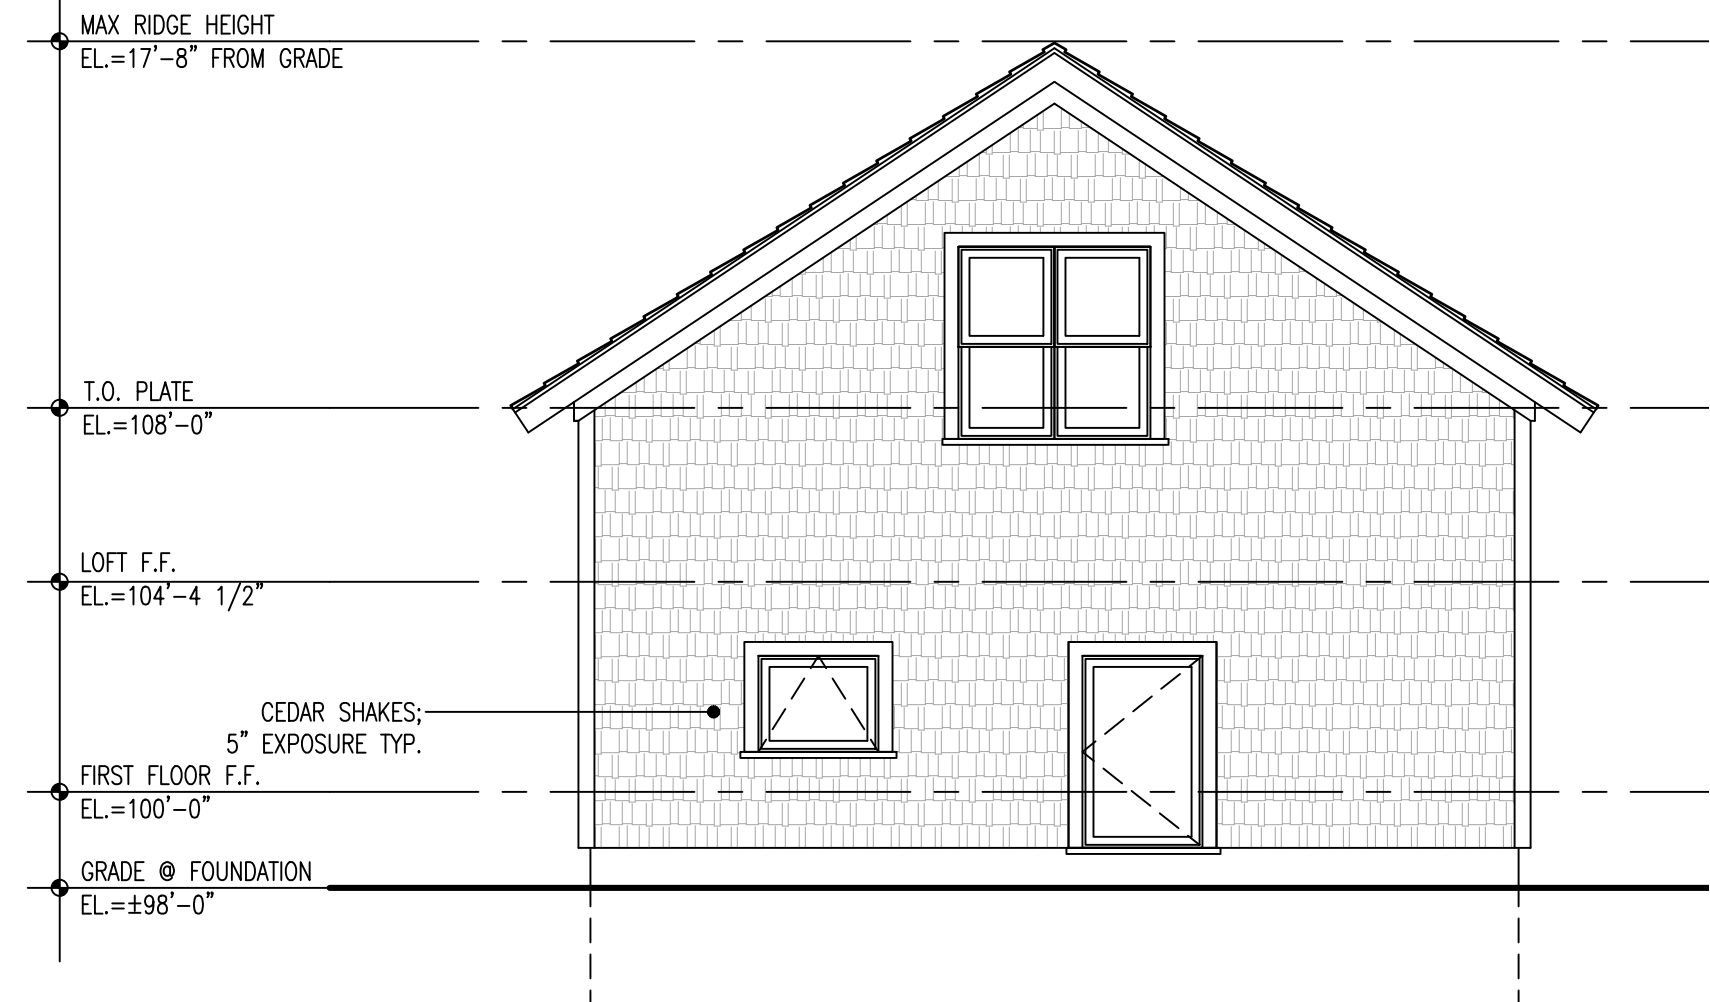 MAX RIDGE HEIGHT
EL.=17'-8" FROM GRADE
T.O. PLATE
EL.=108'-0"
LOFT F.F.
EL.=104'-4 1/2"
CEDAR SHAKES;
5" EXPOSURE TYP.
FIRST FLOOR F.F.
EL.=100'-0"
GRADE @ FOUNDATION
EL.=±98'-0"